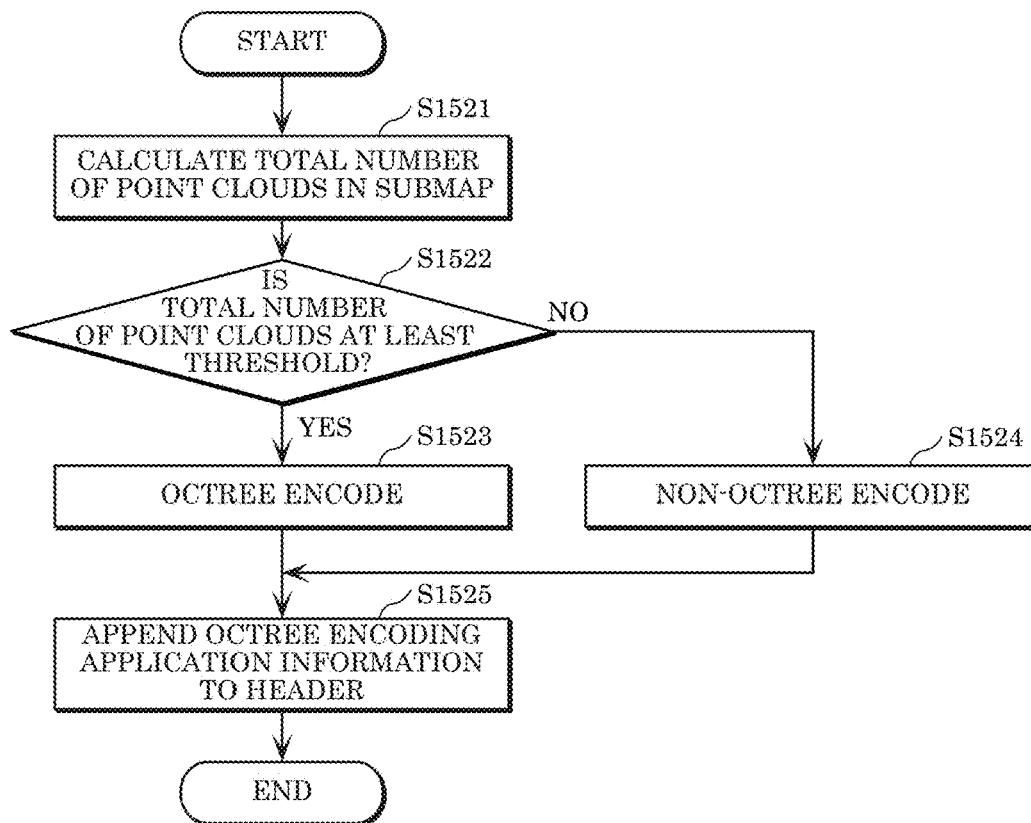 START
S1521
CALCULATE TOTAL NUMBER
OF POINT CLOUDS IN SUBMAP
S1522
IS
TOTAL NUMBER
OF POINT CLOUDS AT LEAST
THRESHOLD?
NO
YES
S1523
OCTREE ENCODE
S1524
NON-OCTREE ENCODE
S1525
APPEND OCTREE ENCODING
APPLICATION INFORMATION
TO HEADER
END